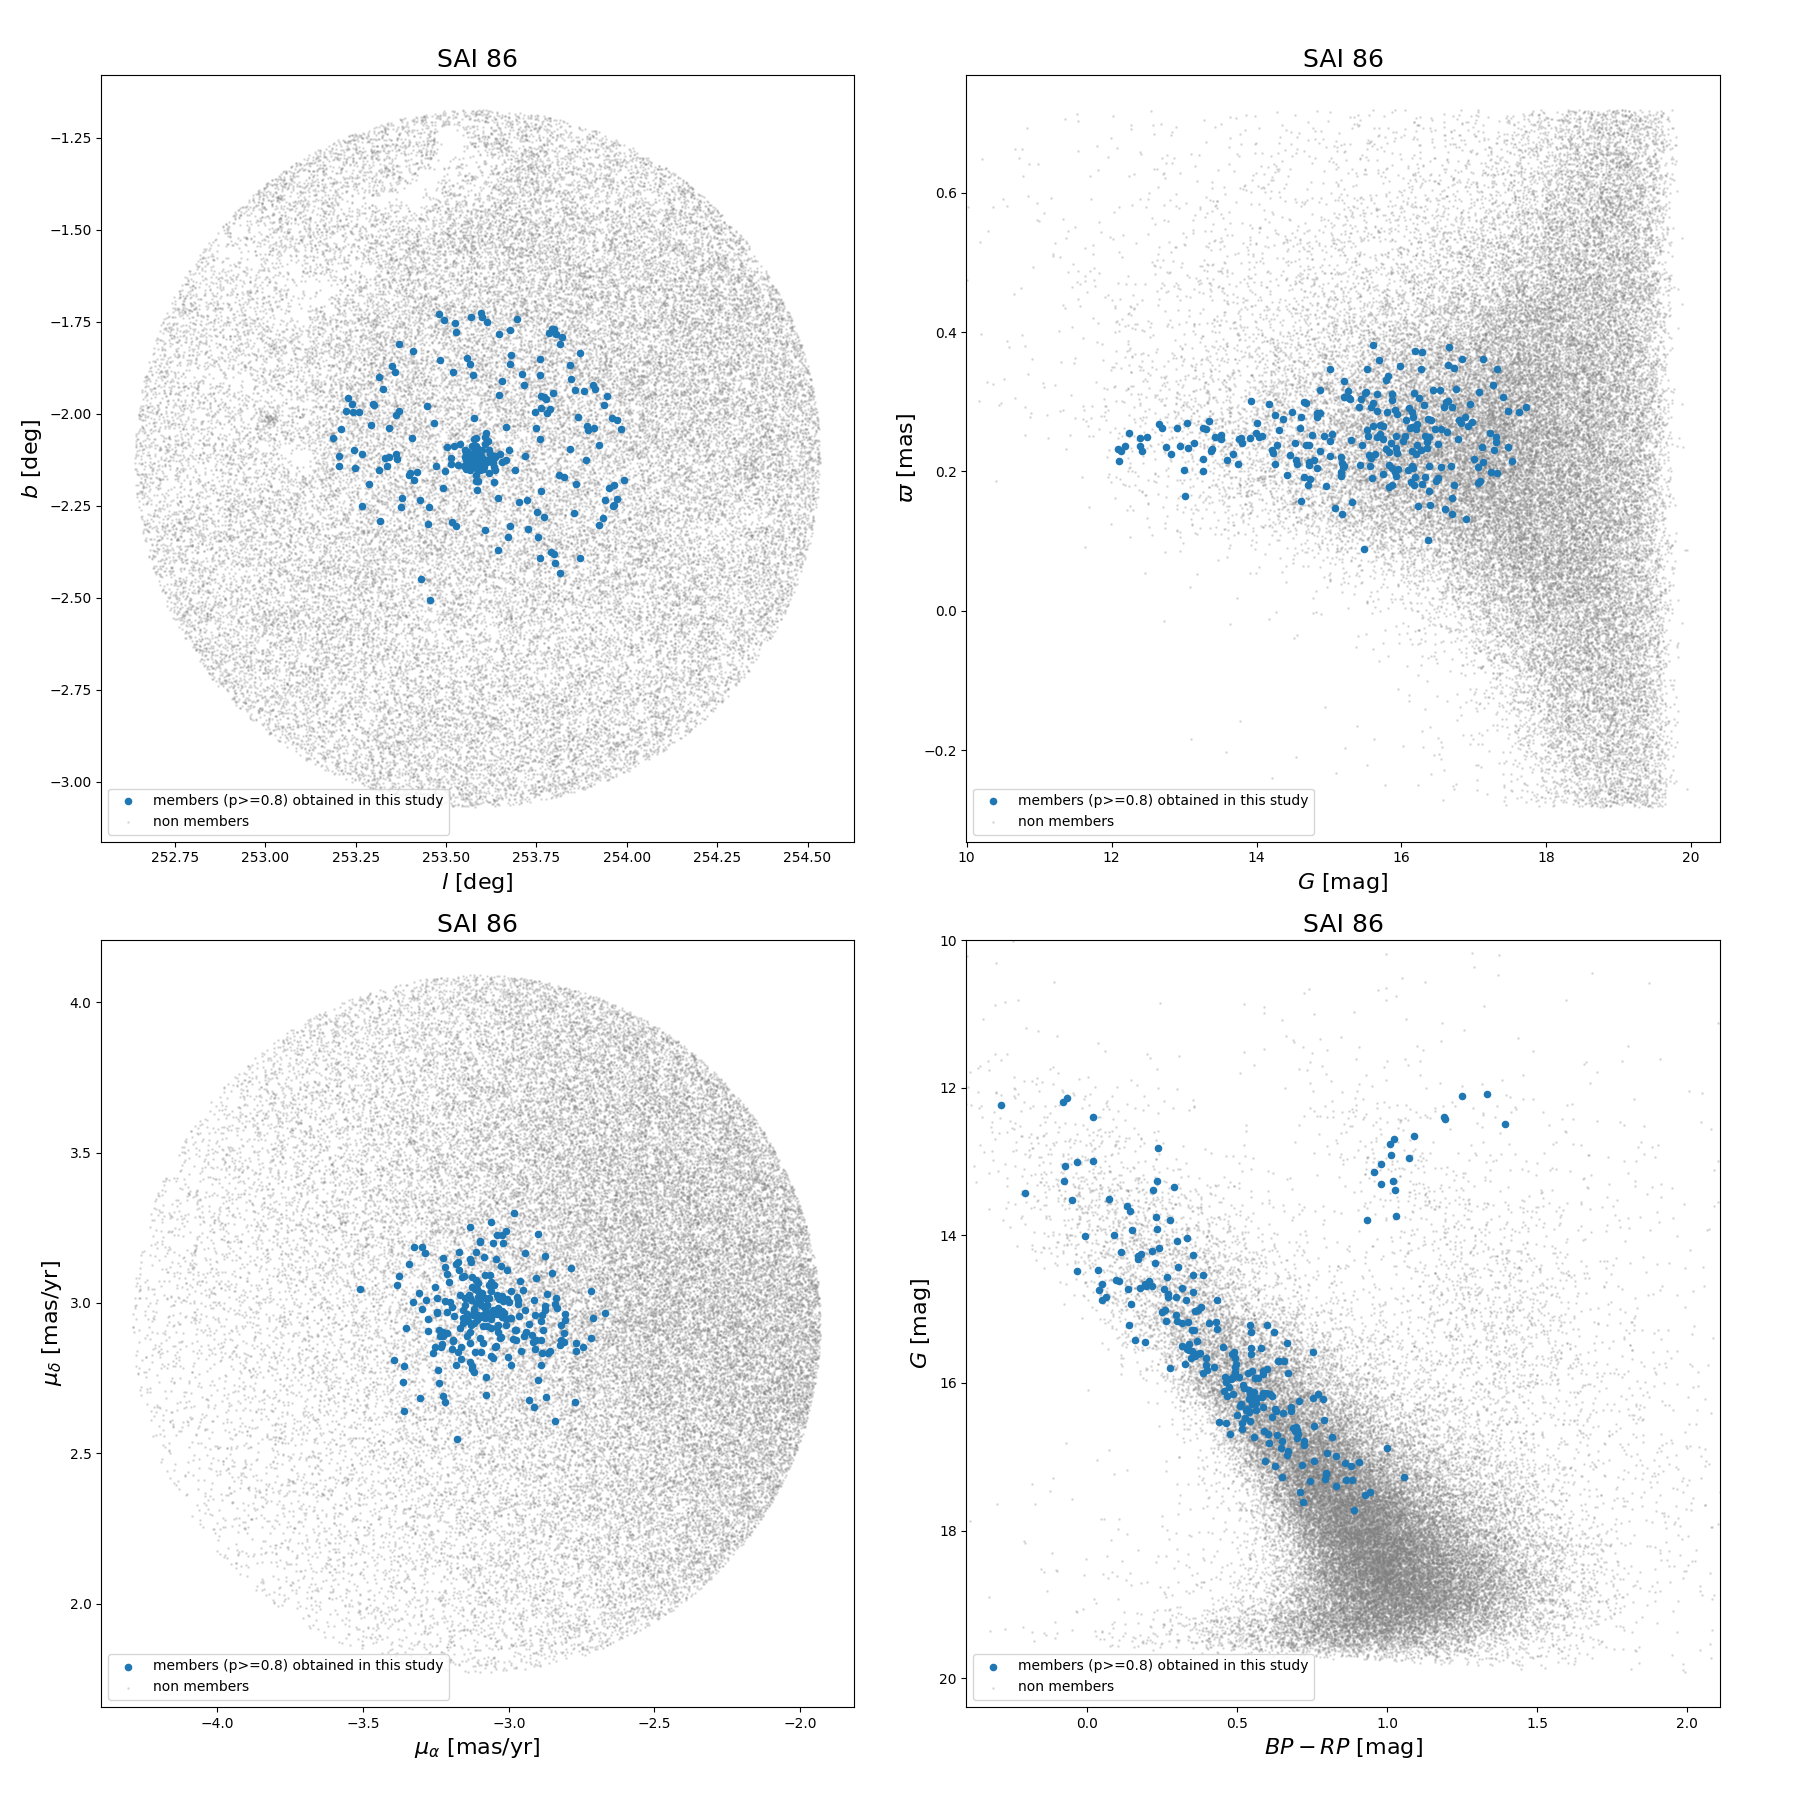 SAI 86
−1.25
−1.50
−1.75
−2.00
−2.25
−2.50
−2.75
−3.00
b [deg]
members (p>=0.8) obtained in this study
non members
252.75 253.00 253.25 253.50 253.75 254.00 254.25 254.50
l [deg]
SAI 86
0.6
0.4
0.2
0.0
−0.2
ϖ [mas]
members (p>=0.8) obtained in this study
non members
10 12 14 16 18 20
G [mag]
SAI 86
4.0
3.5
3.0
2.5
2.0
μδ [mas/yr]
members (p>=0.8) obtained in this study
non members
−4.0 −3.5 −3.0 −2.5 −2.0
μα [mas/yr]
SAI 86
10
12
14
16
18
20
G [mag]
members (p>=0.8) obtained in this study
non members
0.0 0.5 1.0 1.5 2.0
BP − RP [mag]